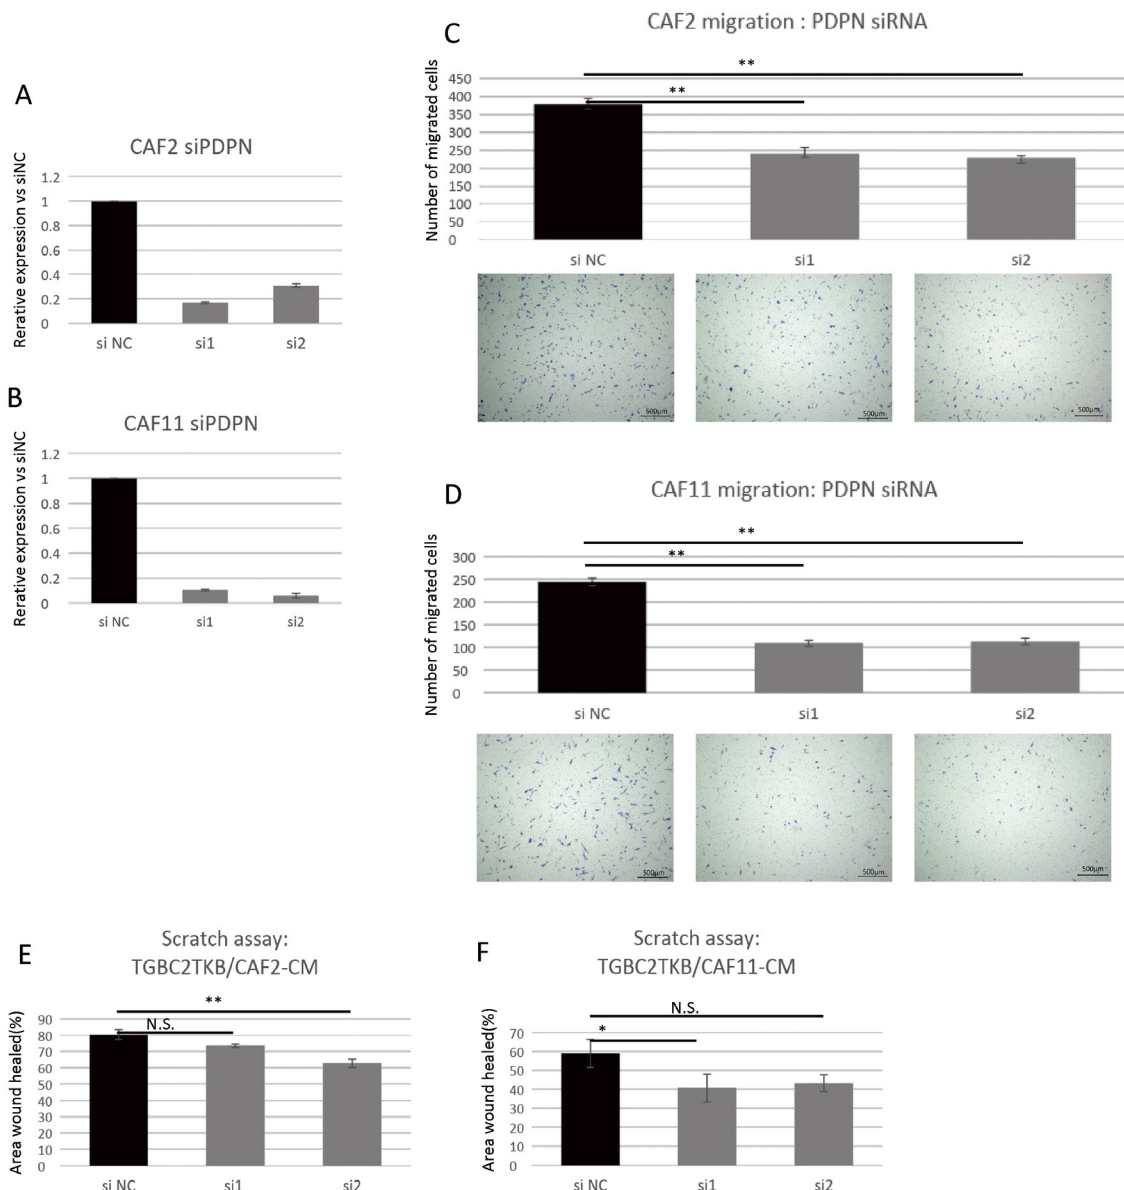 A
CAF2 siPDPN
Rerative expression vs siNC
1.2
1
0.8
0.6
0.4
0.2
0
si NC si1 si2
B
CAF11 siPDPN
Rerative expression vs siNC
1.2
1
0.8
0.6
0.4
0.2
0
si NC si1 si2
C
CAF2 migration : PDPN siRNA
Number of migrated cells
**
**
450
400
350
300
250
200
150
100
50
0
si NC si1 si2
500μm 500μm 500μm
D
CAF11 migration: PDPN siRNA
Number of migrated cells
**
**
300
250
200
150
100
50
0
si NC si1 si2
500μm 500μm 500μm
E
Scratch assay:
TGBC2TKB/CAF2-CM
Area wound healed(%)
**
N.S.
90
80
70
60
50
40
30
20
10
0
si NC si1 si2
F
Scratch assay:
TGBC2TKB/CAF11-CM
Area wound healed(%)
N.S.
*
70
60
50
40
30
20
10
0
si NC si1 si2